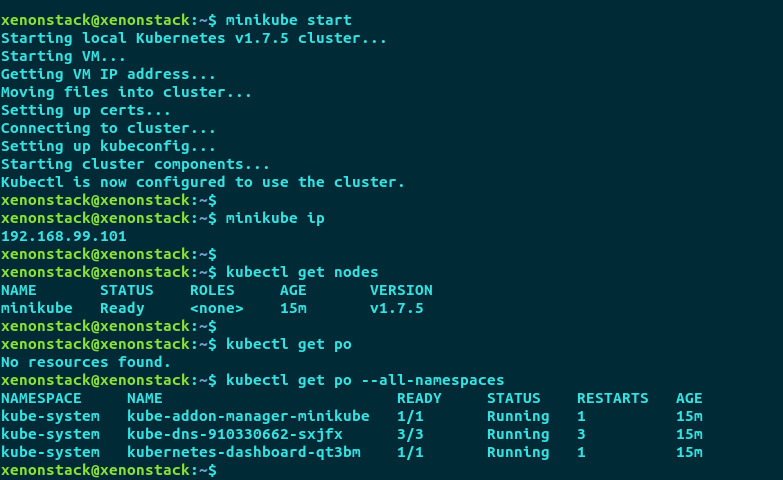 xenonstack@xenonstack:~$ minikube start
Starting local Kubernetes v1.7.5 cluster...
Starting VM...
Getting VM IP address...
Moving files into cluster...
Setting up certs...
Connecting to cluster...
Setting up kubeconfig...
Starting cluster components...
Kubectl is now configured to use the cluster.
xenonstack@xenonstack:~$
xenonstack@xenonstack:~$ minikube ip
192.168.99.101
xenonstack@xenonstack:~$
xenonstack@xenonstack:~$ kubectl get nodes
NAME       STATUS    ROLES     AGE       VERSION
minikube   Ready     <none>    15m       v1.7.5
xenonstack@xenonstack:~$
xenonstack@xenonstack:~$ kubectl get po
No resources found.
xenonstack@xenonstack:~$ kubectl get po --all-namespaces
NAMESPACE     NAME                          READY     STATUS    RESTARTS   AGE
kube-system   kube-addon-manager-minikube   1/1       Running   1          15m
kube-system   kube-dns-910330662-sxjfx      3/3       Running   3          15m
kube-system   kubernetes-dashboard-qt3bm    1/1       Running   1          15m
xenonstack@xenonstack:~$